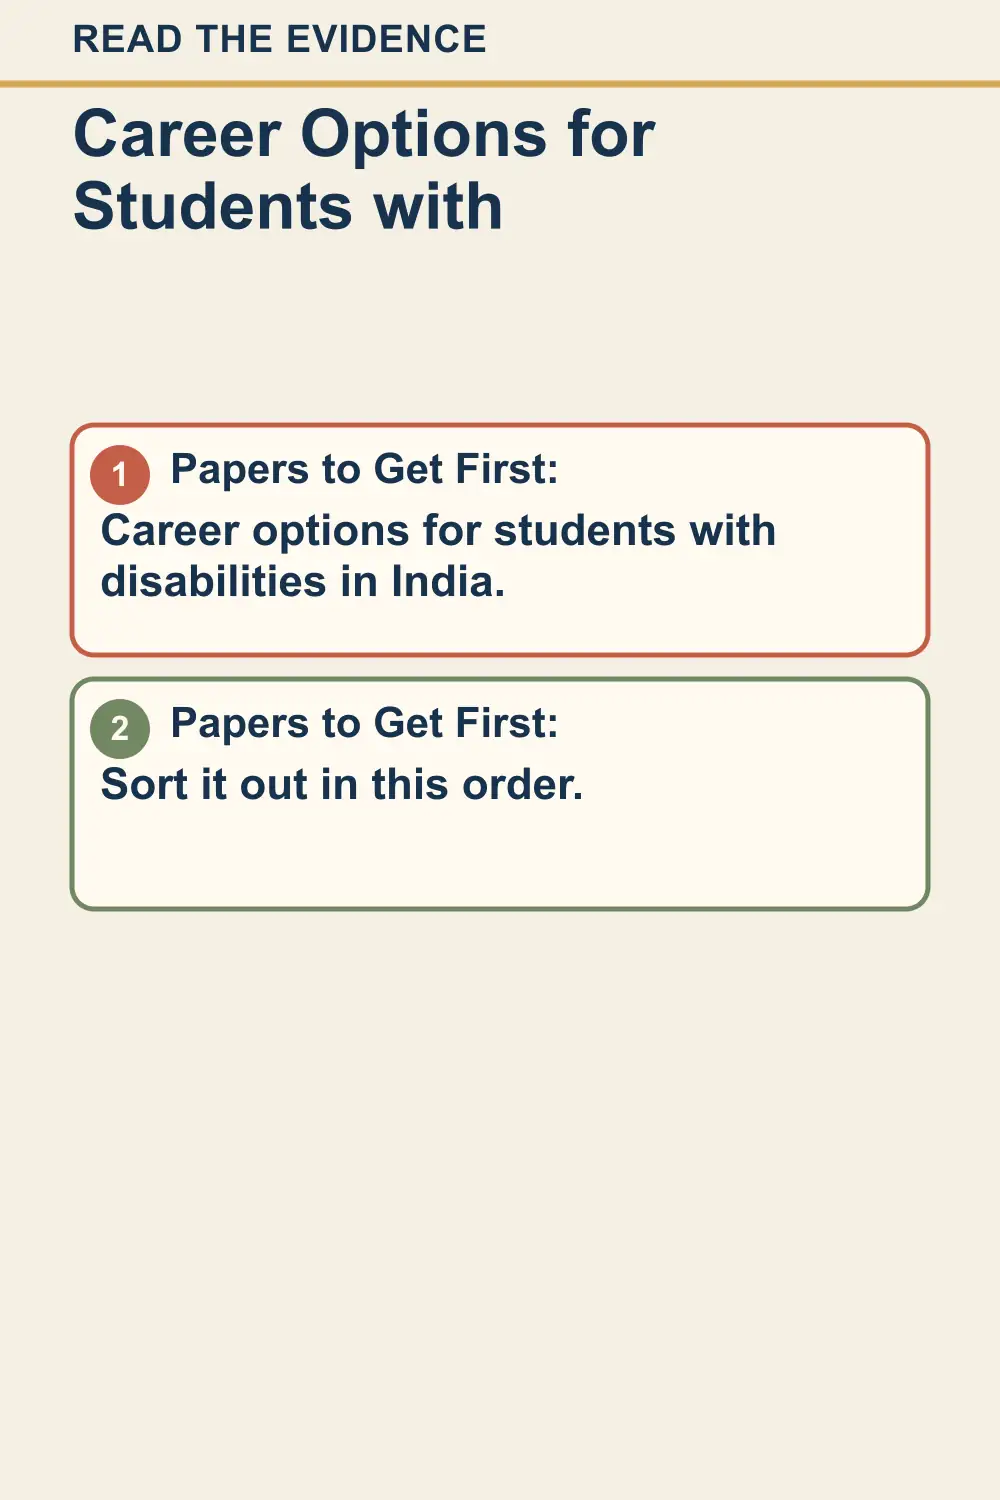 READ THE EVIDENCE
Career Options for
Students with
1 Papers to Get First:
Career options for students with
disabilities in India.
2 Papers to Get First:
Sort it out in this order.